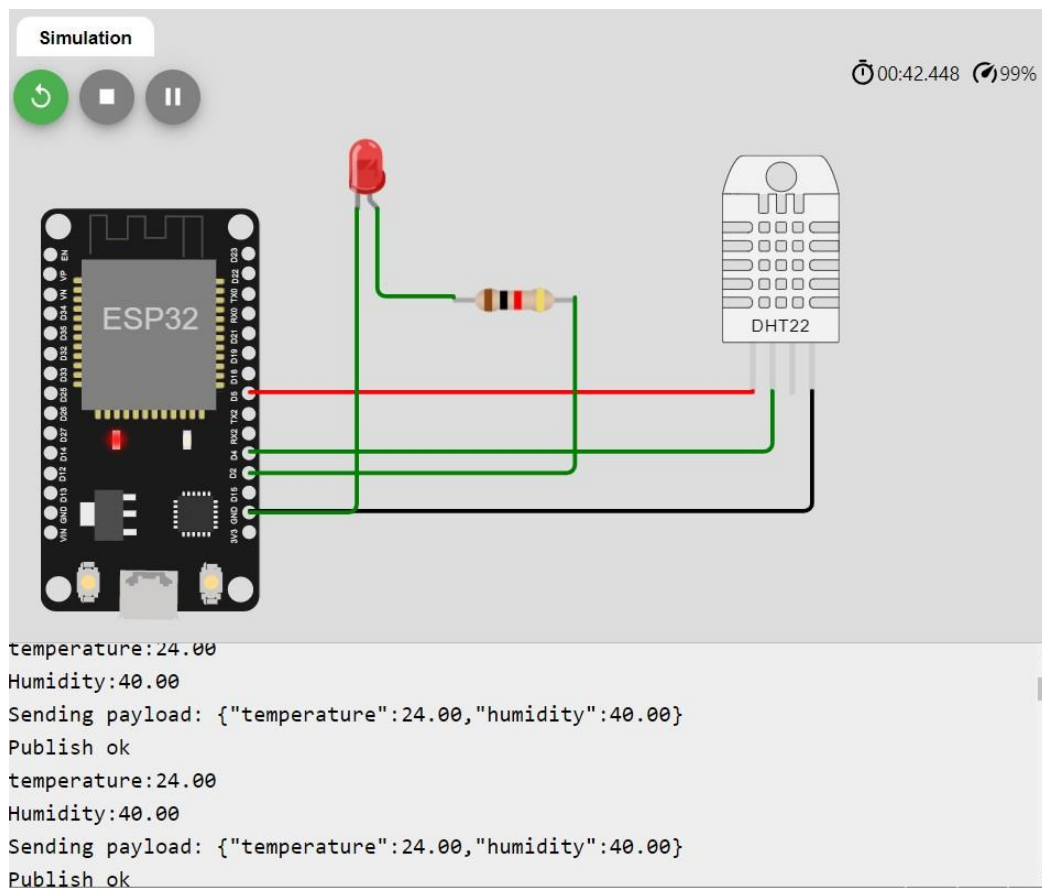 Simulation
00:42.448 99%
ESP32
EN
VP
VN
D34
D35
D32
D33
D25
D26
D27
D14
D12
D13
GND
VIN
D23
D22
TX0
RX0
D21
D19
D18
D5
TX2
RX2
D4
D2
D15
GND
3V3
DHT22
temperature:24.00
Humidity:40.00
Sending payload: {"temperature":24.00,"humidity":40.00}
Publish ok
temperature:24.00
Humidity:40.00
Sending payload: {"temperature":24.00,"humidity":40.00}
Publish ok